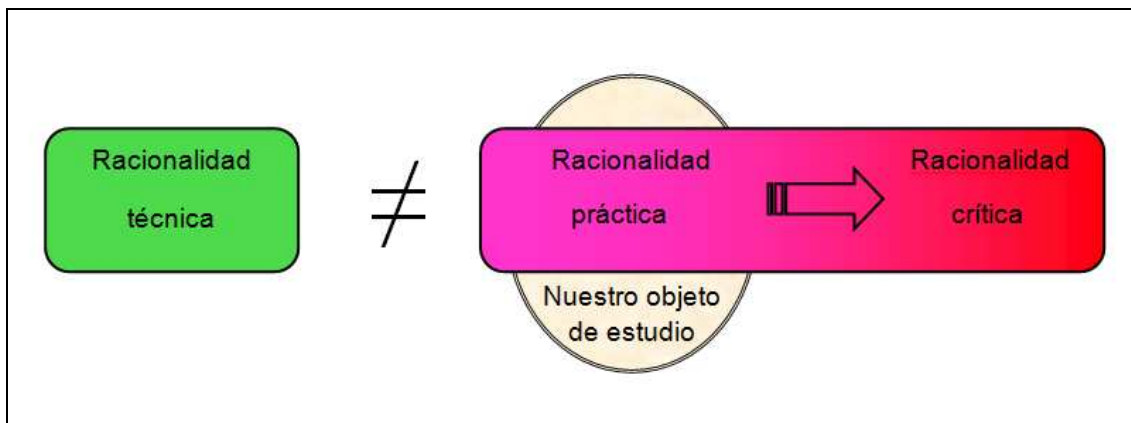 Racionalidad
técnica
≠
Racionalidad
práctica
Racionalidad
crítica
Nuestro objeto
de estudio